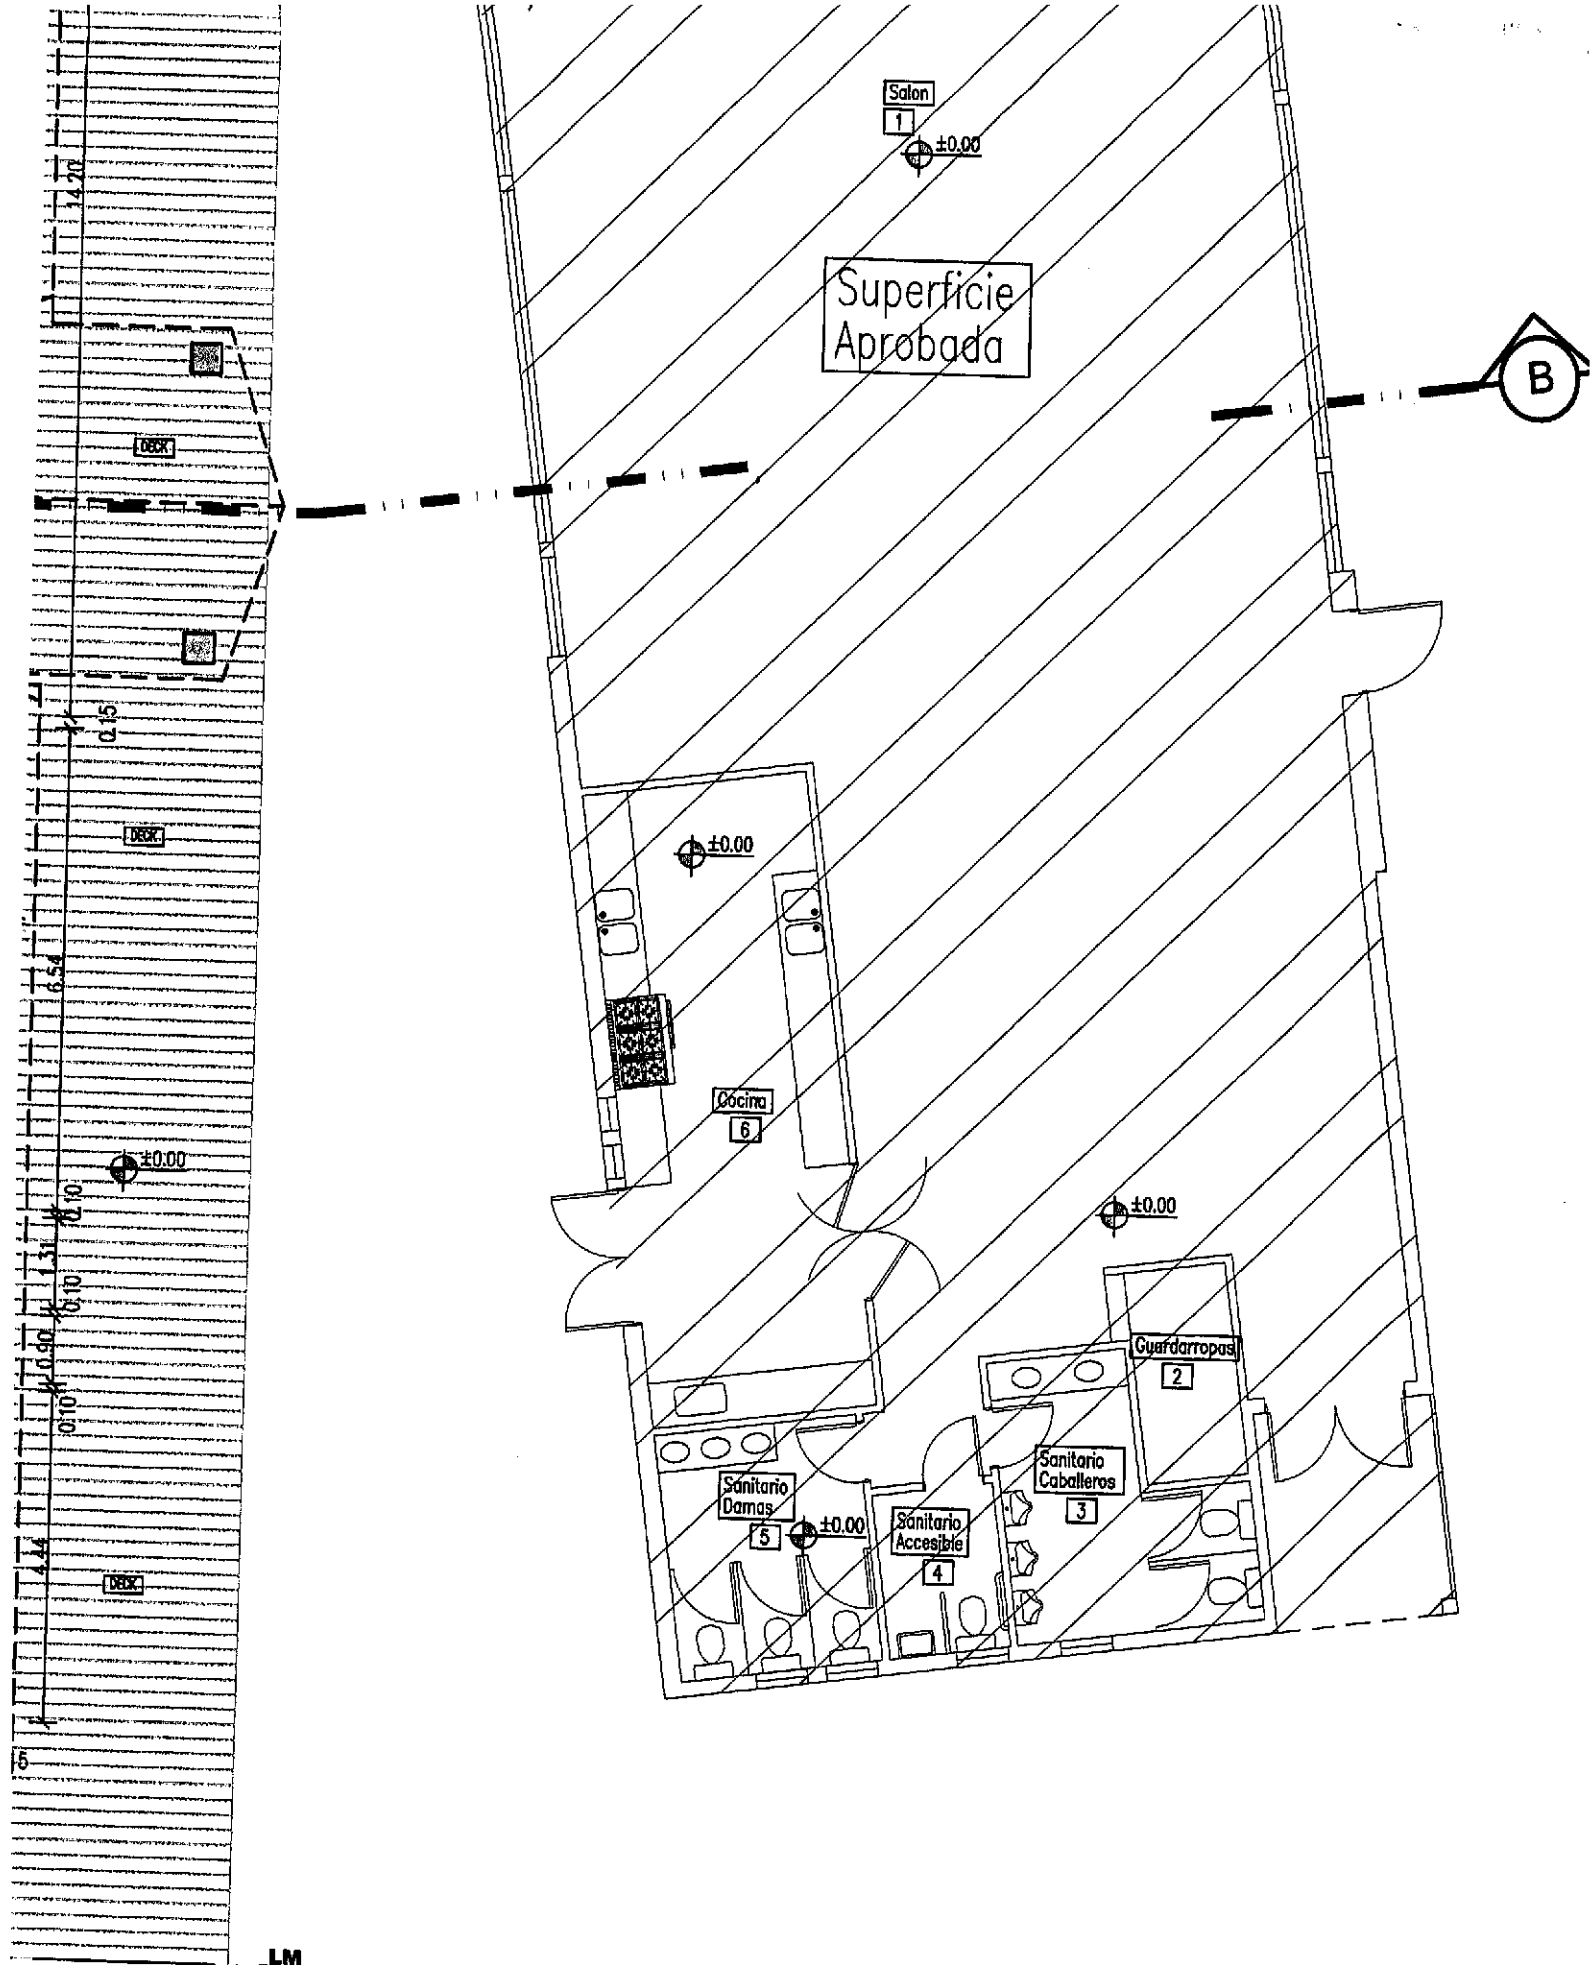 Salon
1
±0.00
14.20
Superficie
Aprobada
B
DECK
0.15
DECK
±0.00
6.54
Cocina
6
±0.00
0.10
±0.00
1.31
0.10
0.90
Guardarropas
2
0.10
Sanitario
Caballeros
3
Sanitario
Damas
5
±0.00
Sanitario
Accesible
4
4.44
DECK
5
LM